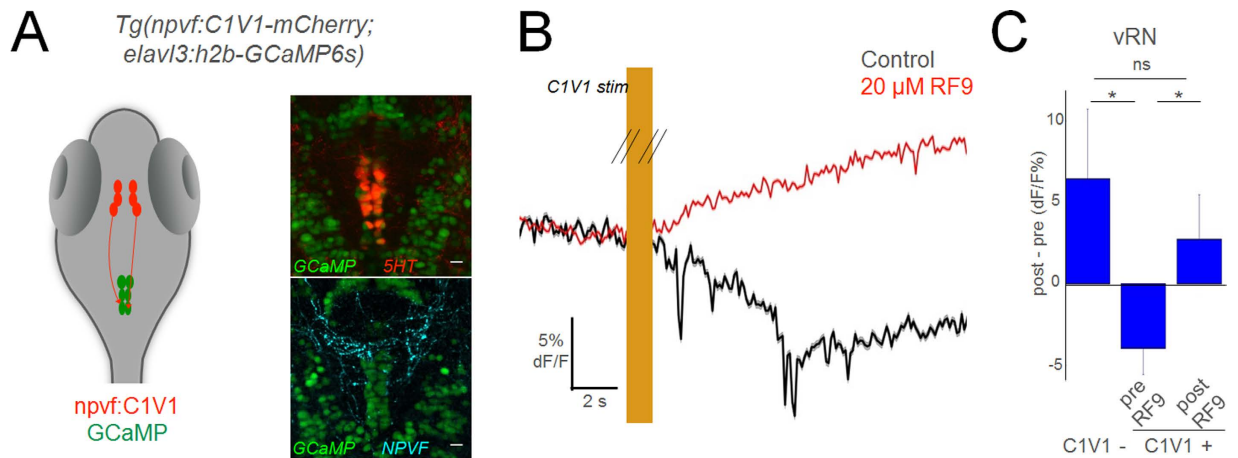 A
Tg(npvf:C1V1-mCherry;
elavl3:h2b-GCaMP6s)
GCaMP 5HT
GCaMP NPVF
npvf:C1V1
GCaMP
B
C1V1 stim
Control
20 µM RF9
5%
dF/F
2 s
C
vRN
ns
* *
post - pre (dF/F%)
10
5
0
-5
pre RF9
post RF9
C1V1 - C1V1 +